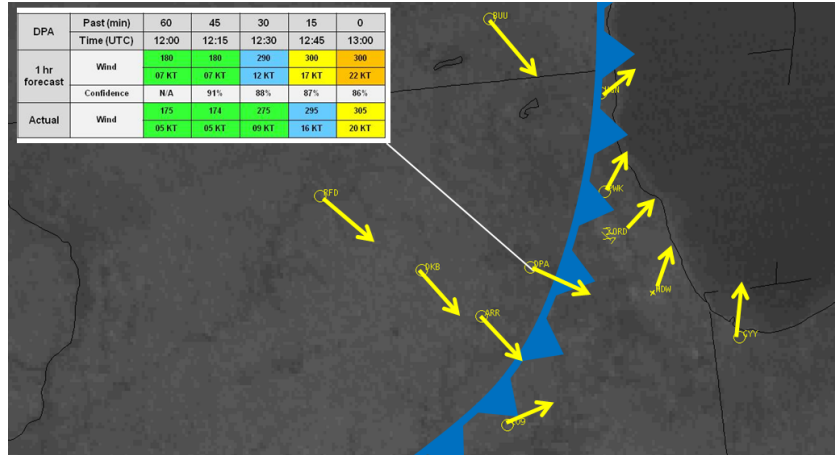 DPA Past (min) 60 45 30 15 0
Time (UTC) 12:00 12:15 12:30 12:45 13:00
1 hr forecast Wind 180 180 290 300 300
07 KT 07 KT 12 KT 17 KT 22 KT
Confidence N/A 91% 88% 87% 86%
Actual Wind 175 174 275 295 305
05 KT 05 KT 09 KT 16 KT 20 KT
BUU
RFD
PWK
ORD
DKB
DPA
MDW
ARR
GYY